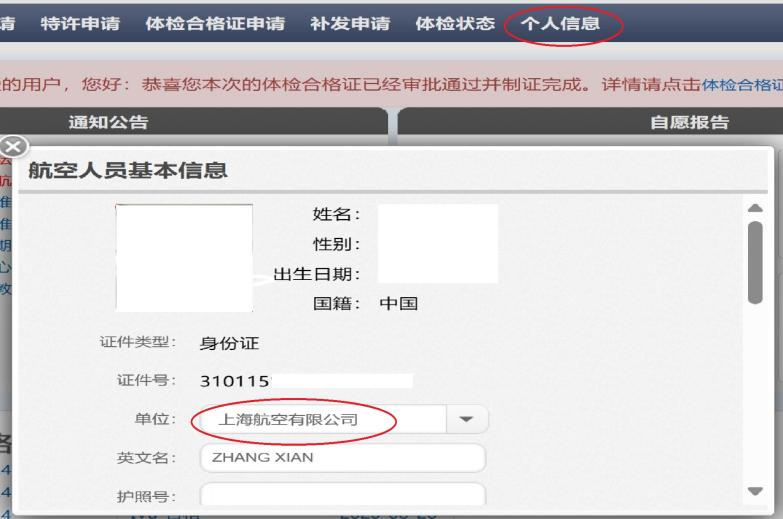 请 特许申请 体检合格证申请 补发申请 体检状态 个人信息
的用户，您好：恭喜您本次的体检合格证已经审批通过并制证完成。详情请点击体检合格证
通知公告 自愿报告
航空人员基本信息
姓名：
性别：
出生日期：
国籍： 中国
证件类型： 身份证
证件号： 310115
单位： 上海航空有限公司
英文名： ZHANG XIAN
护照号：